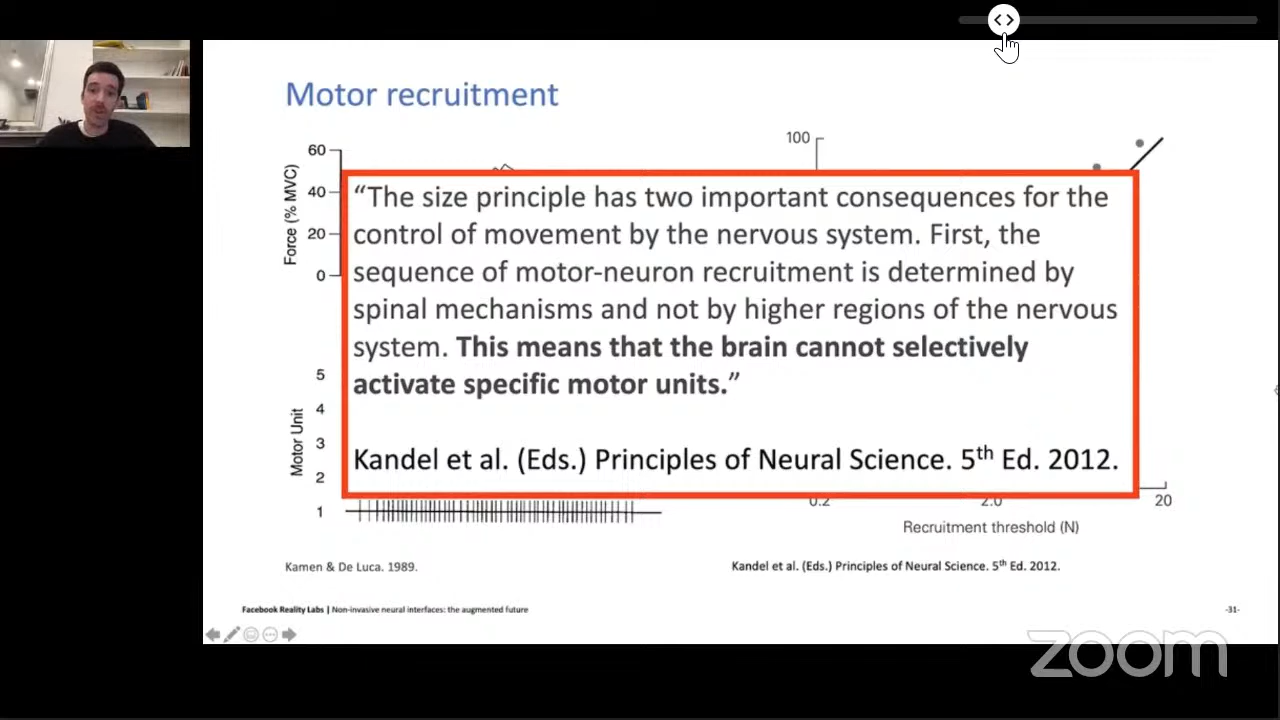 Motor recruitment
60
40
20
0
Force (% MVC)
100
“The size principle has two important consequences for the
control of movement by the nervous system. First, the
sequence of motor-neuron recruitment is determined by
spinal mechanisms and not by higher regions of the nervous
system. This means that the brain cannot selectively
activate specific motor units.”
Kandel et al. (Eds.) Principles of Neural Science. 5th Ed. 2012.
5
4
3
2
1
Motor Unit
0.2
2.0
20
Recruitment threshold (N)
Kamen & De Luca. 1989.
Kandel et al. (Eds.) Principles of Neural Science. 5th Ed. 2012.
Facebook Reality Labs | Non-invasive neural interfaces: the augmented future
-31-
zoom